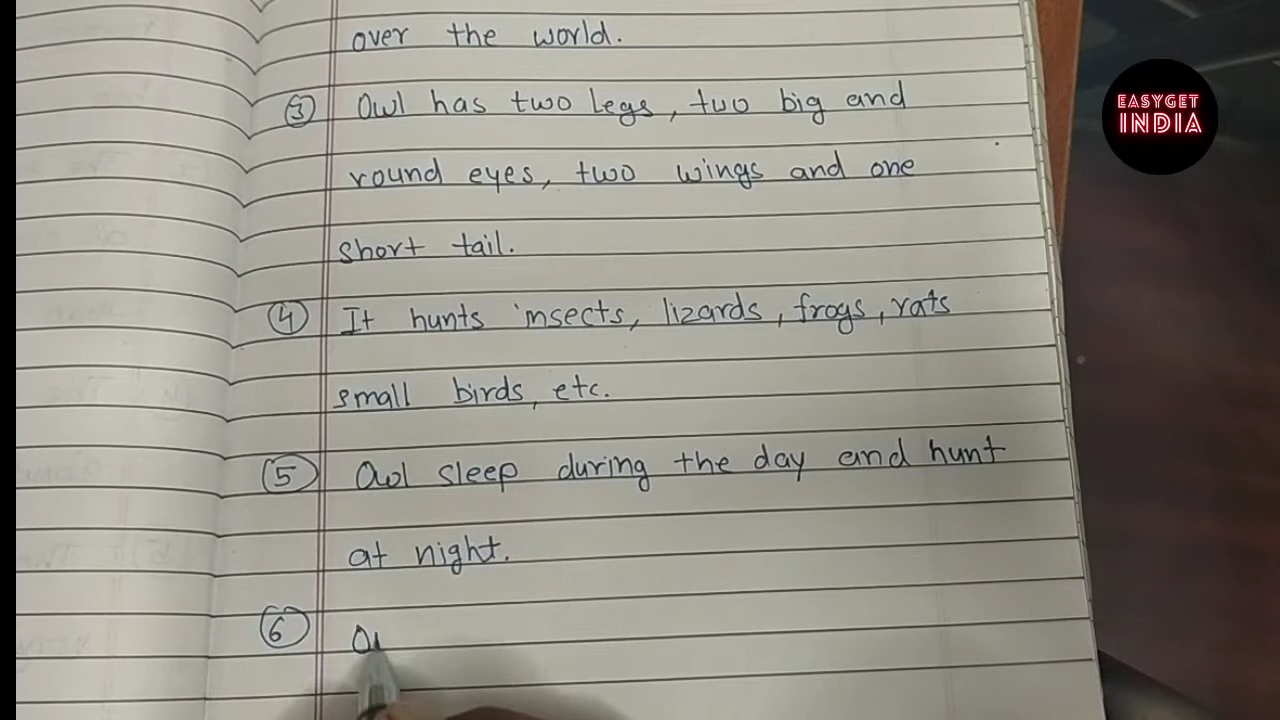 over the world.
③ Owl has two legs, two big and
round eyes, two wings and one
short tail.
④ It hunts insects, lizards, frogs, rats
small birds, etc.
⑤ Owl sleep during the day and hunt
at night.
⑥
EASYGET
INDIA